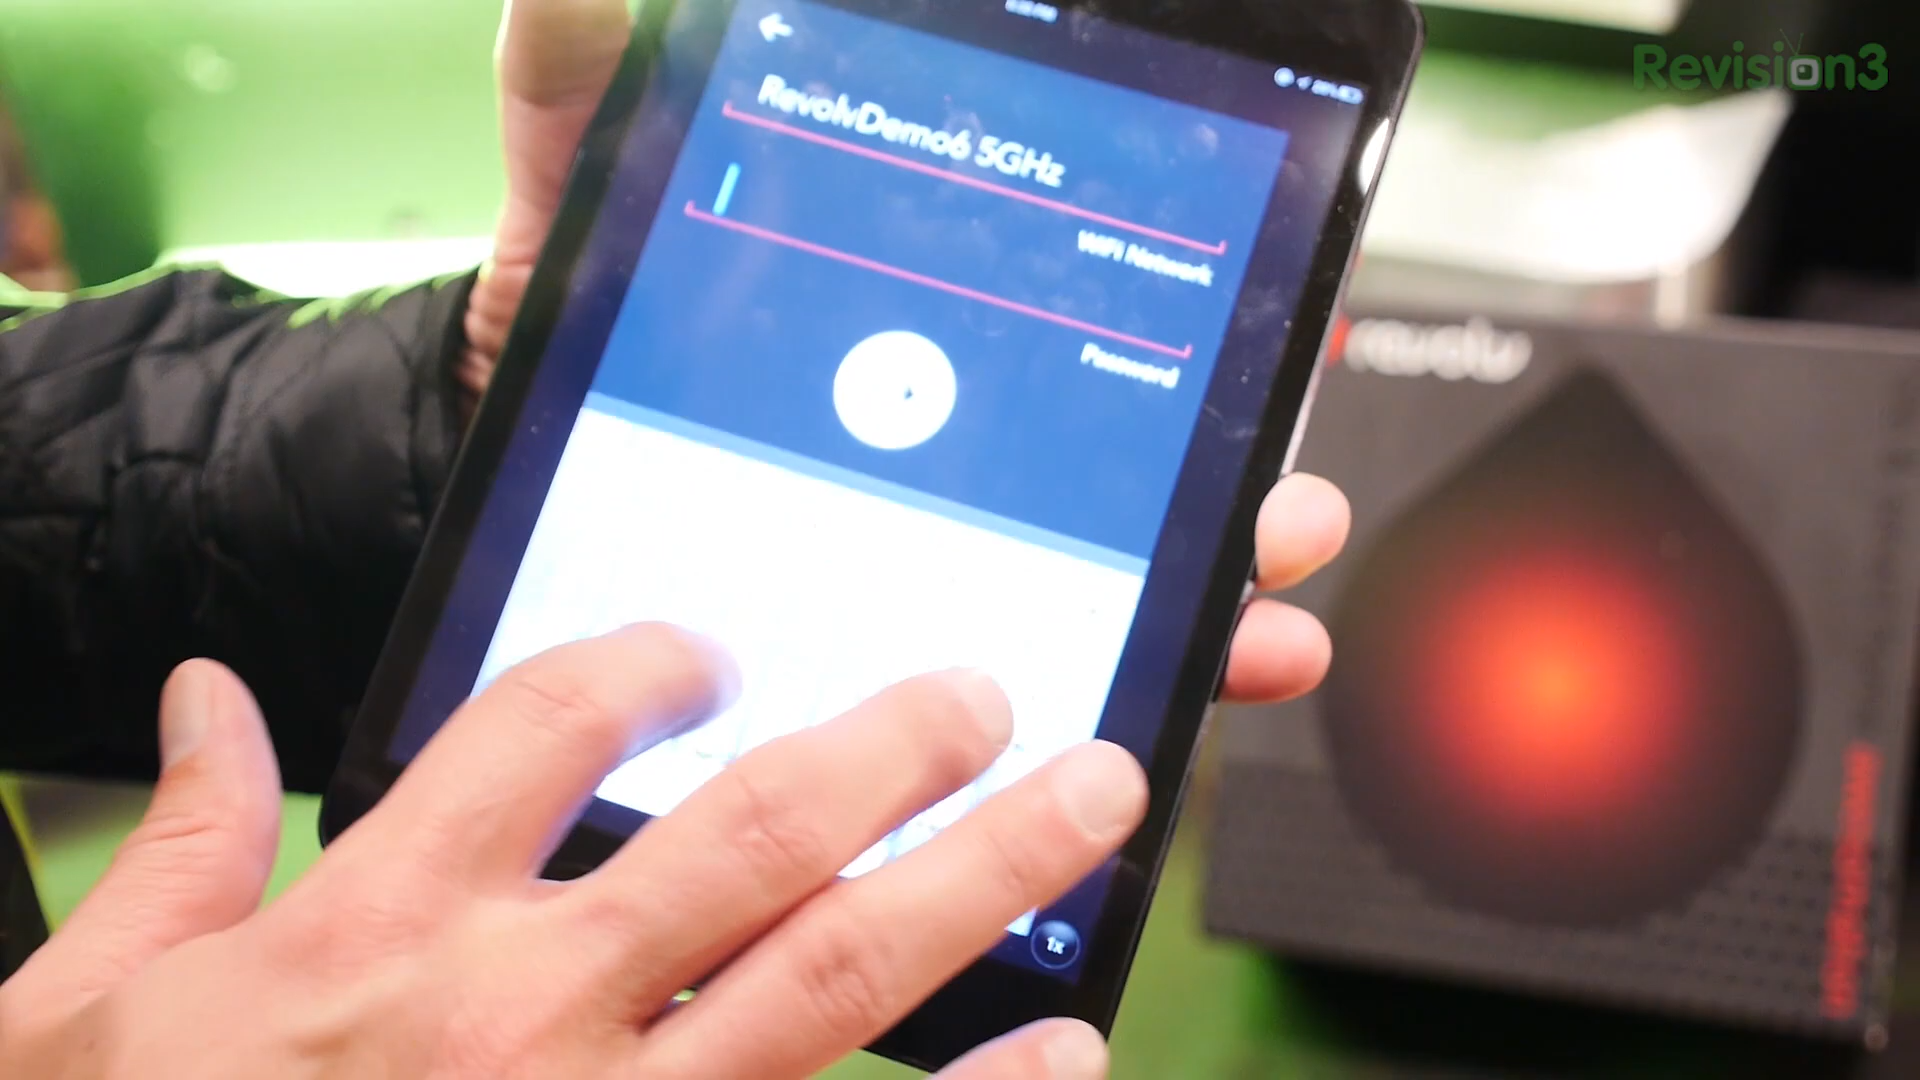 Revision3
RevolvDemo6 5GHz
WiFi Network
Password
revolv
1x